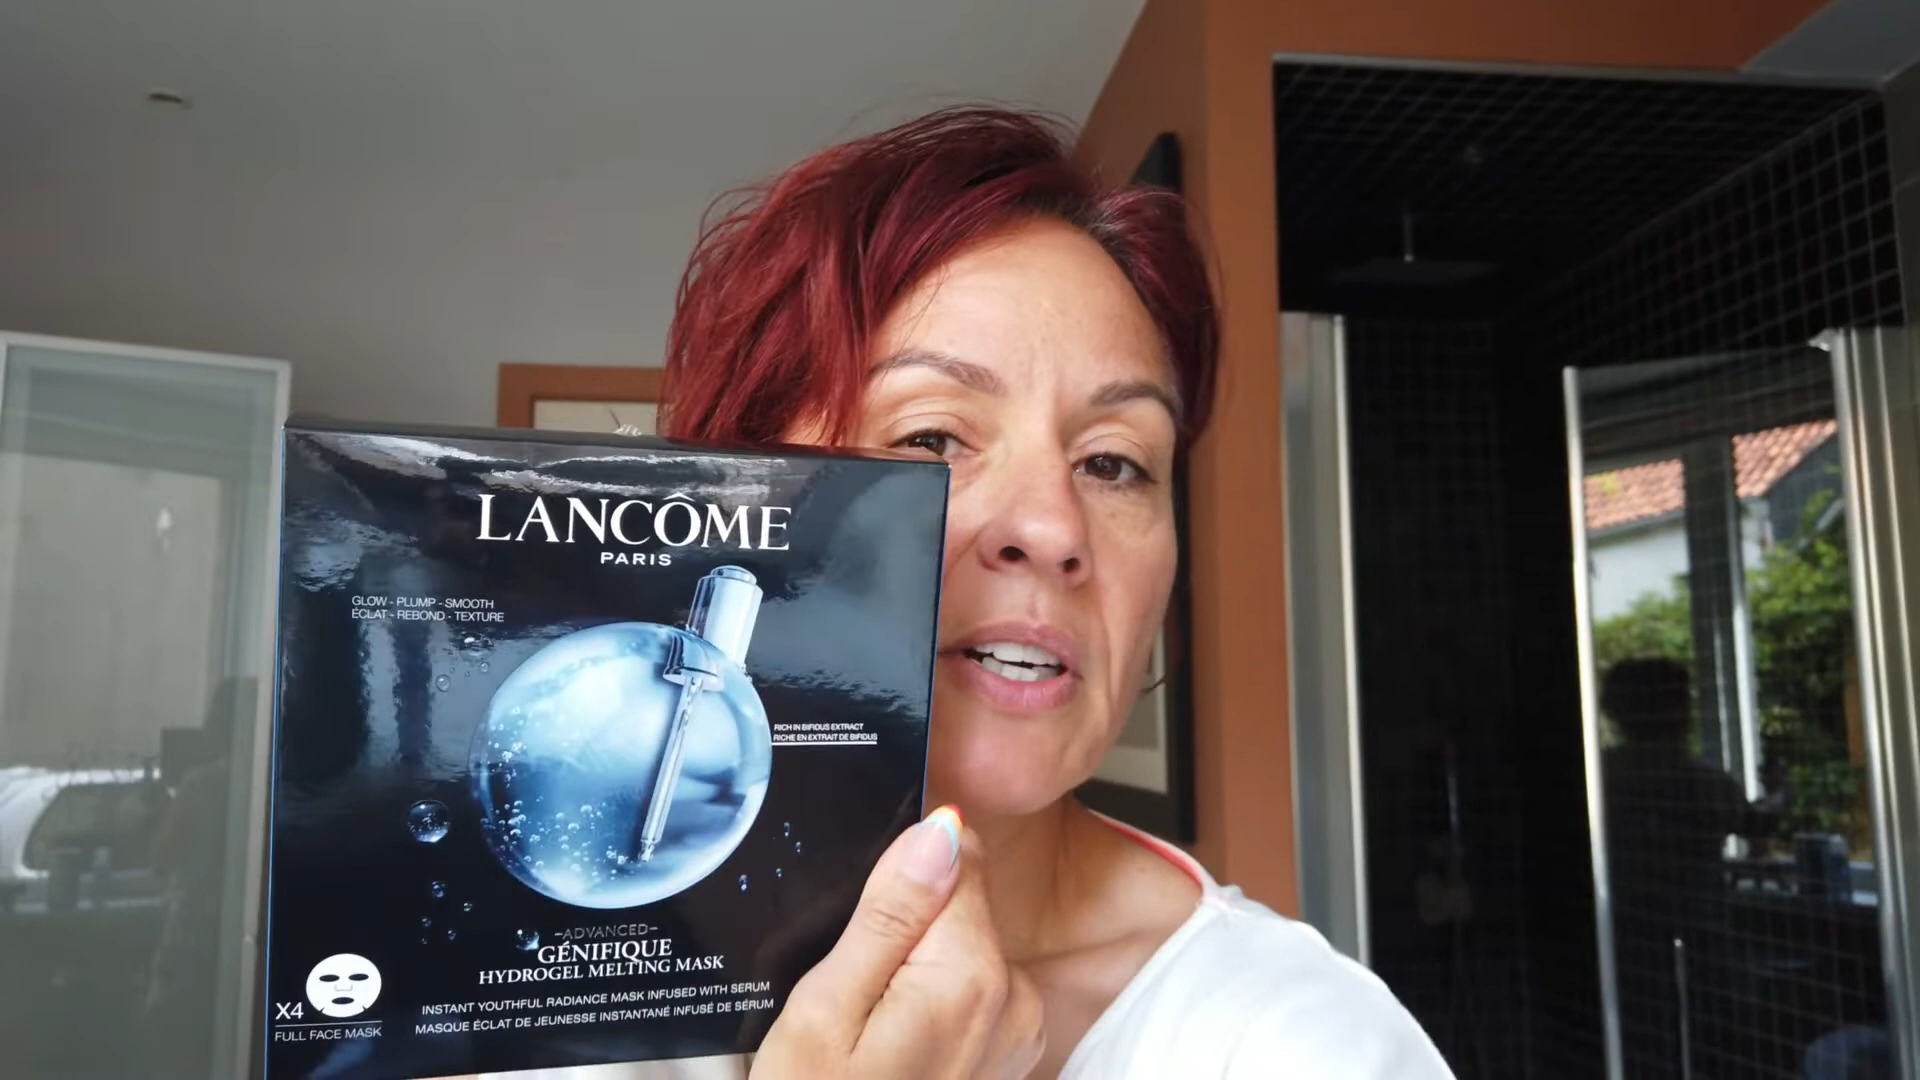 LANCÔME
PARIS
GLOW - PLUMP - SMOOTH
ÉCLAT - REBOND - TEXTURE
RICH IN BIFIDUS EXTRACT
RICHE EN EXTRAIT DE BIFIDUS
-ADVANCED-
GÉNIFIQUE
HYDROGEL MELTING MASK
INSTANT YOUTHFUL RADIANCE MASK INFUSED WITH SERUM
MASQUE ÉCLAT DE JEUNESSE INSTANTANÉ INFUSÉ DE SÉRUM
X4
FULL FACE MASK